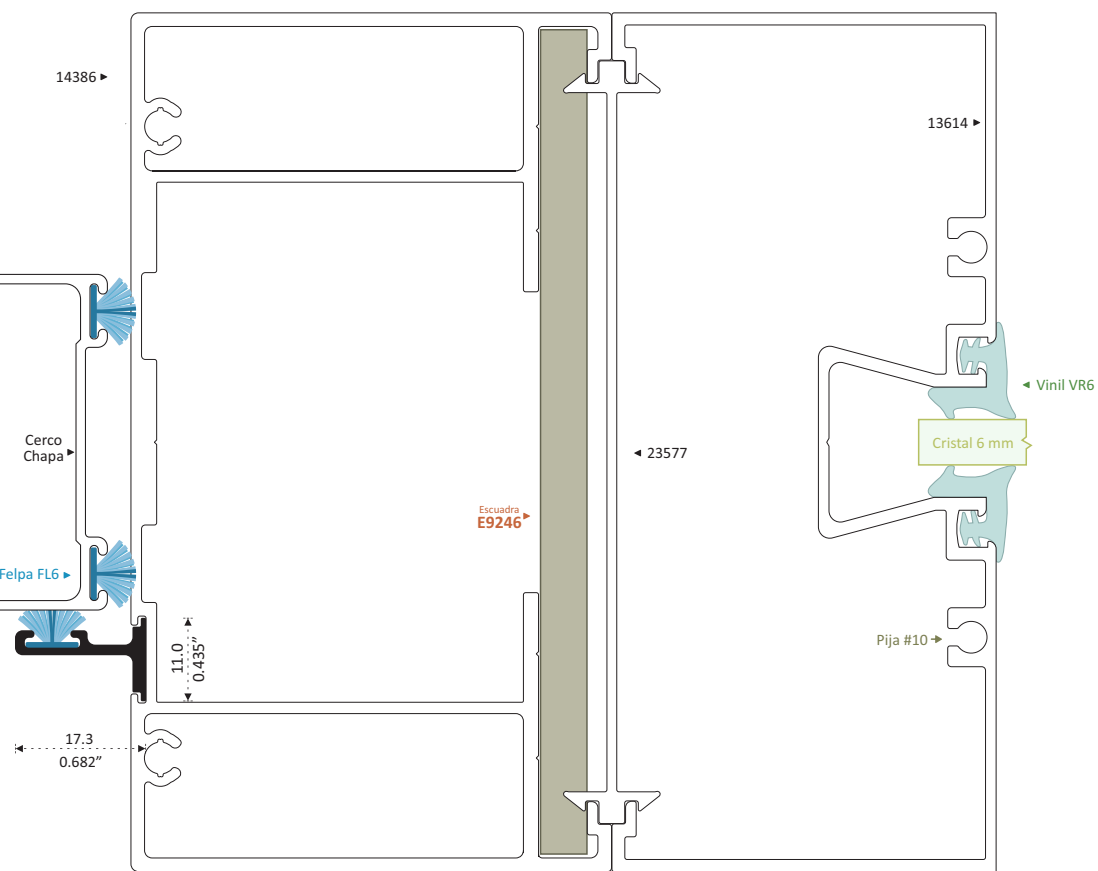 14386
13614
Vinil VR6
Cerco
Chapa
Cristal 6 mm
23577
Escuadra
E9246
Felpa FL6
Pija #10
11.0
0.435”
17.3
0.682”